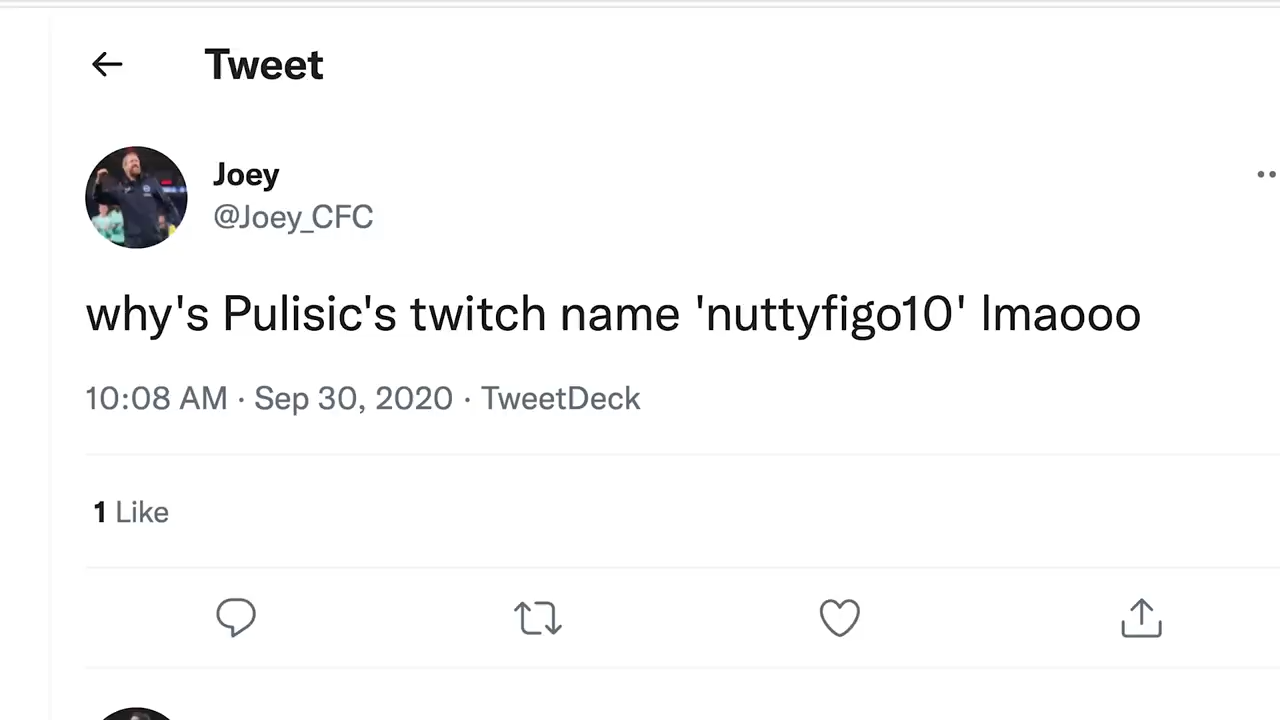 Tweet
Joey
@Joey_CFC
why's Pulisic's twitch name 'nuttyfigo10' lmaooo
10:08 AM · Sep 30, 2020 · TweetDeck
1 Like